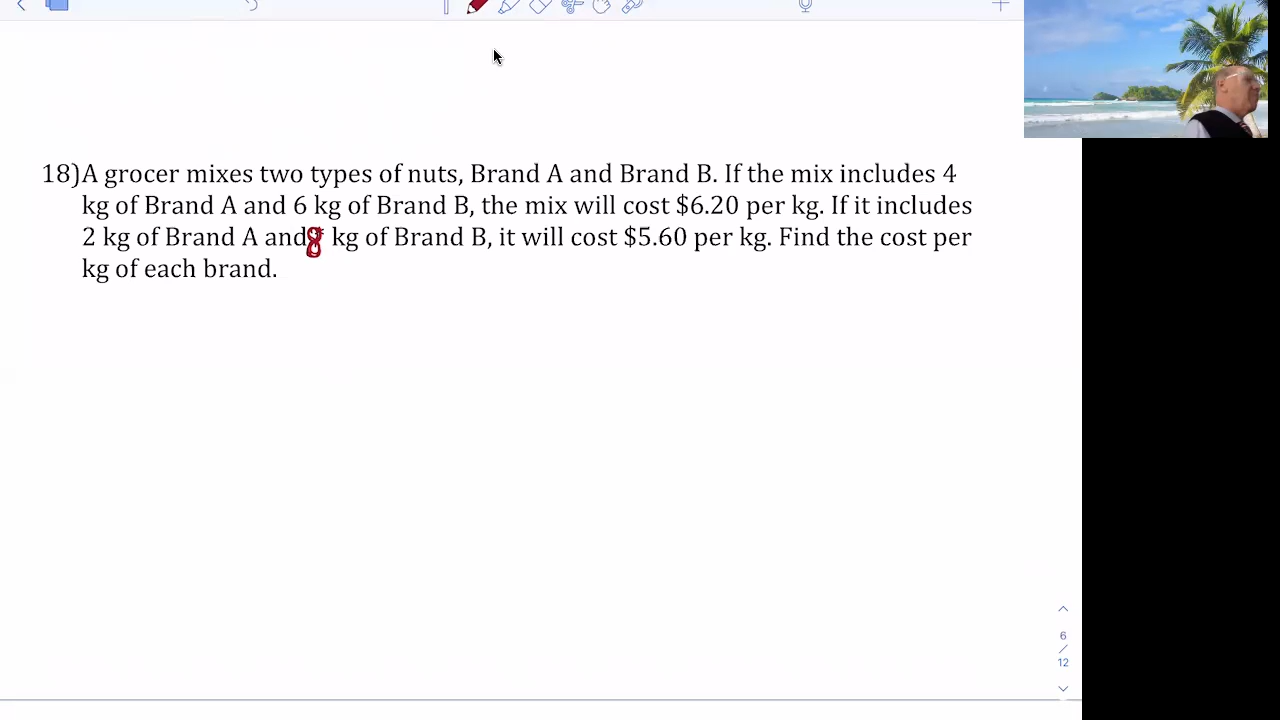 18)A grocer mixes two types of nuts, Brand A and Brand B. If the mix includes 4
kg of Brand A and 6 kg of Brand B, the mix will cost $6.20 per kg. If it includes
2 kg of Brand A and 8 kg of Brand B, it will cost $5.60 per kg. Find the cost per
kg of each brand.
6
/
12